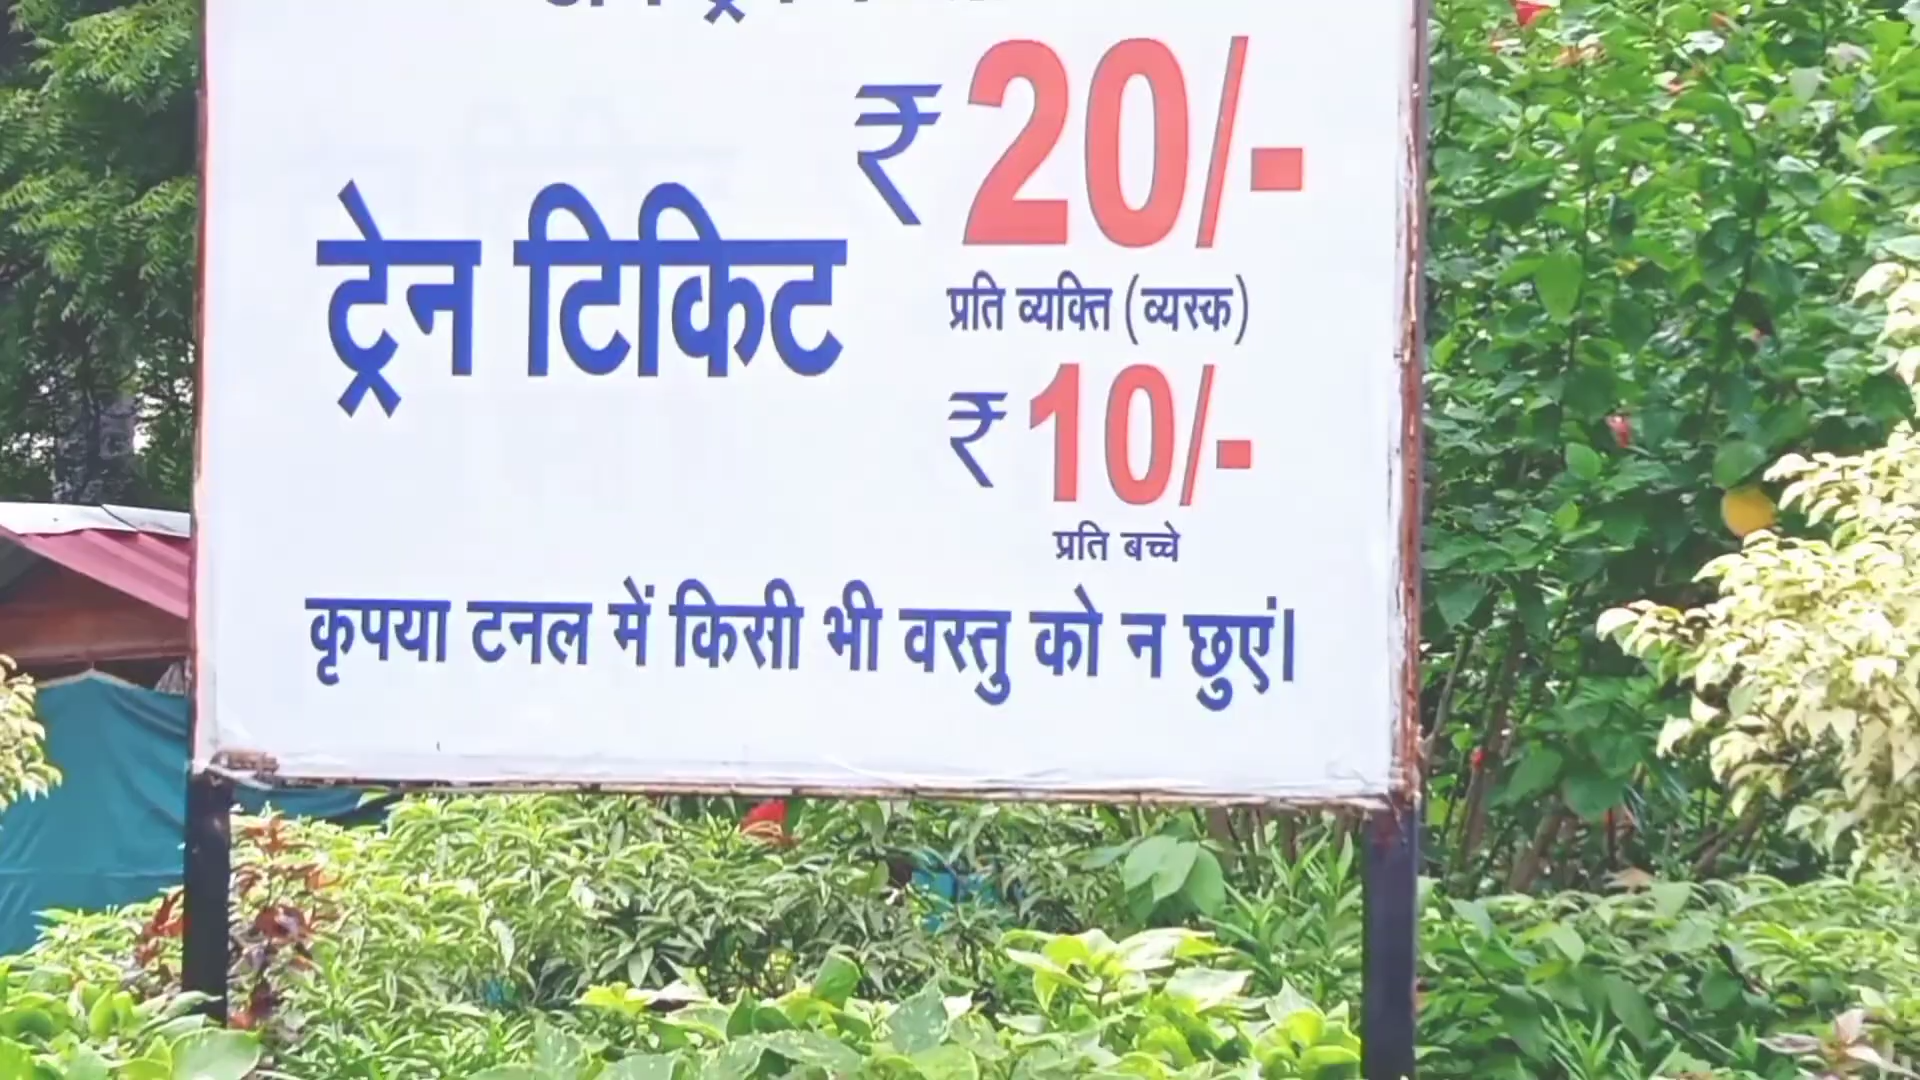 ₹20/-
ट्रेन टिकिट
प्रति व्यक्ति (व्यस्क)
₹10/-
प्रति बच्चे
कृपया टनल में किसी भी वस्तु को न छुएं।